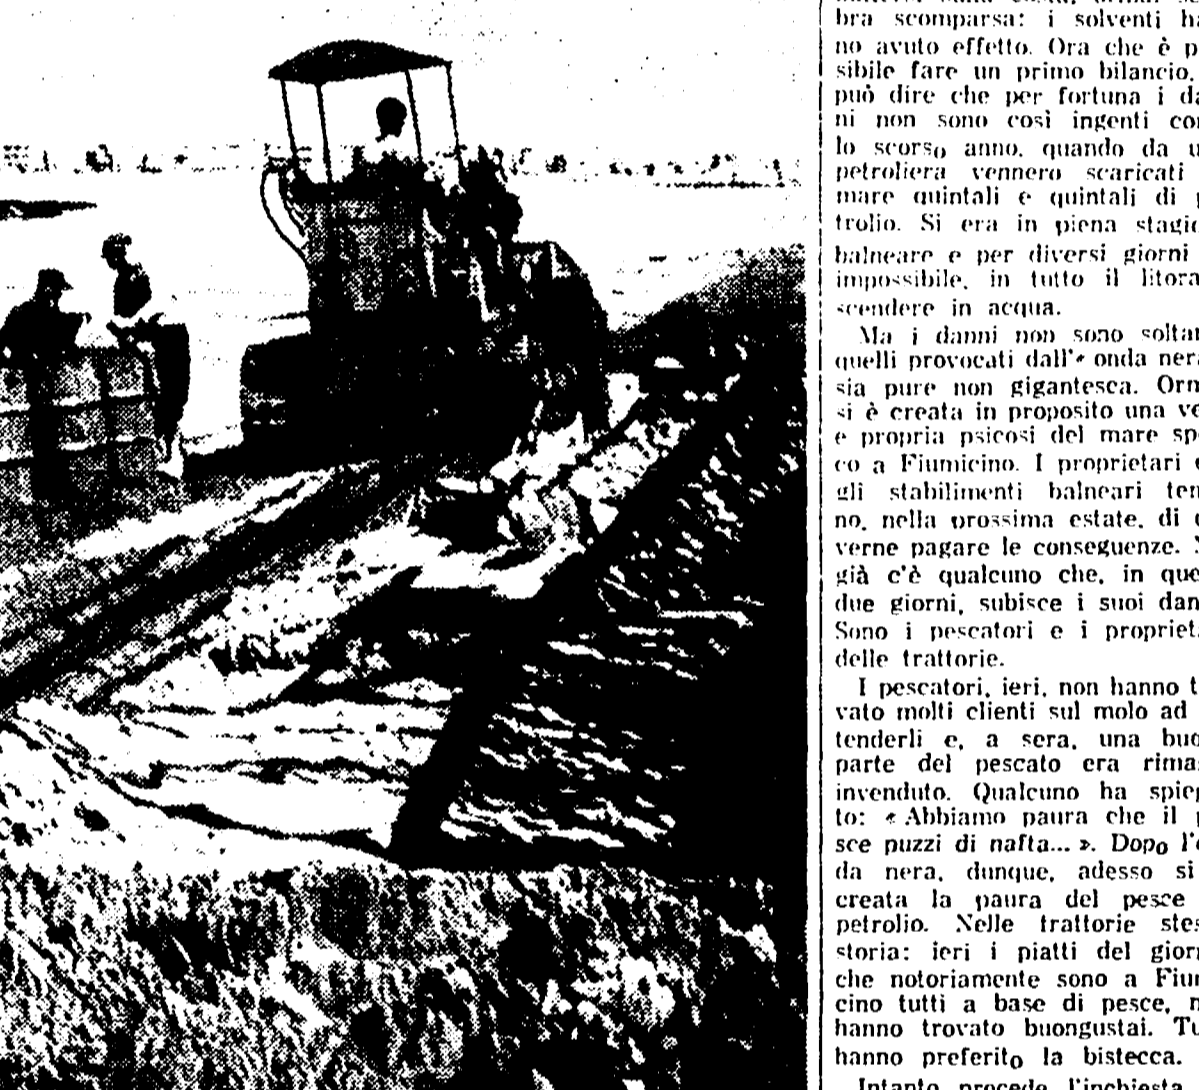 bra scomparsa: i solventi ha
no avuto effetto. Ora che è p
sibile fare un primo bilancio.
può dire che per fortuna i da
ni non sono così ingenti co
lo scorso anno, quando da u
petroliera vennero scaricati
mare quintali e quintali di p
trolio. Si era in piena stagio
balneare e per diversi giorni
impossibile, in tutto il litora
scendere in acqua.
Ma i danni non sono soltan
quelli provocati dall'« onda nera
sia pure non gigantesca. Orm
si è creata in proposito una ve
e propria psicosi del mare spo
co a Fiumicino. I proprietari d
gli stabilimenti balneari tem
no, nella prossima estate, di d
verne pagare le conseguenze.
già c'è qualcuno che, in que
due giorni, subisce i suoi dan
Sono i pescatori e i propriet
delle trattorie.
I pescatori, ieri, non hanno t
vato molti clienti sul molo ad
tenderli e, a sera, una buo
parte del pescato era rimas
invenduto. Qualcuno ha spieg
to: « Abbiamo paura che il p
sce puzzi di nafta... ». Dopo l'o
da nera, dunque, adesso si
creata la paura del pesce
petrolio. Nelle trattorie stes
storia: ieri i piatti del giorn
che notoriamente sono a Fium
cino tutti a base di pesce, n
hanno trovato buongustai. Tu
hanno preferito la bistecca.
Intanto procede l'inchiesta